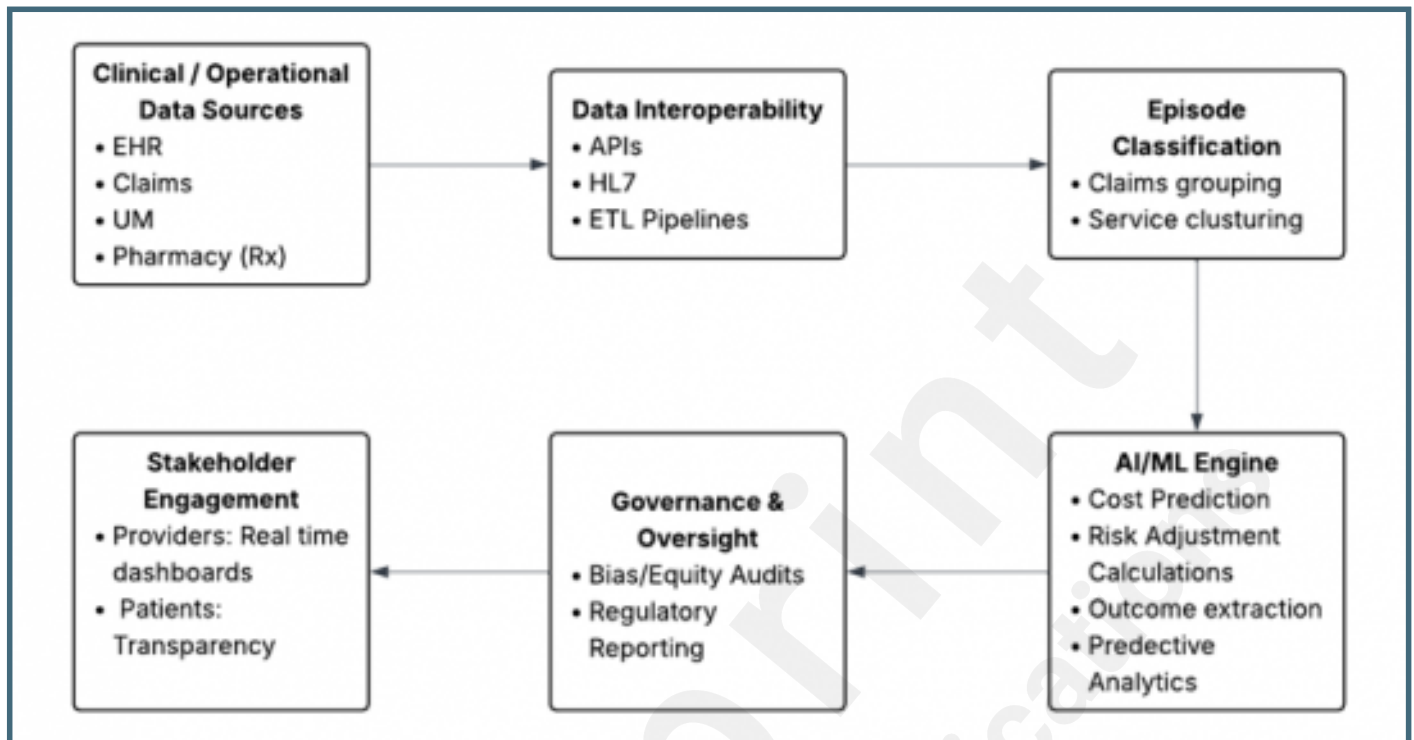 Clinical / Operational
Data Sources
• EHR
• Claims
• UM
• Pharmacy (Rx)
Data Interoperability
• APIs
• HL7
• ETL Pipelines
Episode
Classification
• Claims grouping
• Service clusturing
AI/ML Engine
• Cost Prediction
• Risk Adjustment
Calculations
• Outcome extraction
• Predective
Analytics
Governance &
Oversight
• Bias/Equity Audits
• Regulatory
Reporting
Stakeholder
Engagement
• Providers: Real time
dashboards
• Patients:
Transparency